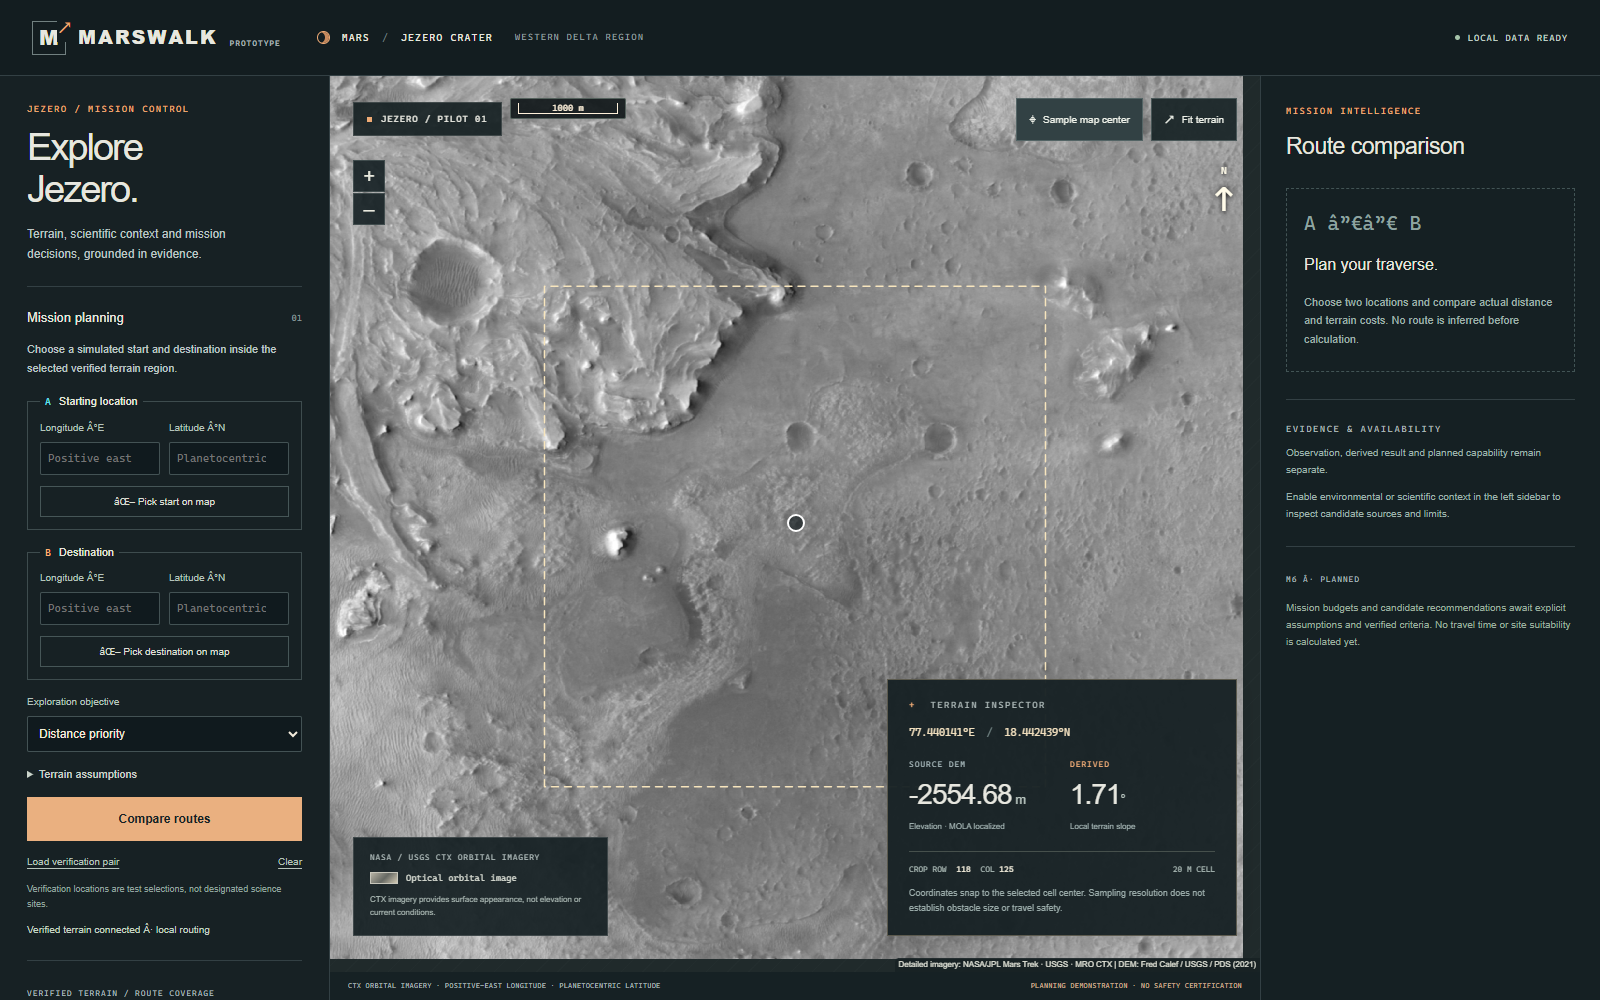 M MARSWALK PROTOTYPE
MARS / JEZERO CRATER WESTERN DELTA REGION
LOCAL DATA READY
JEZERO / MISSION CONTROL
Explore
Jezero.
Terrain, scientific context and mission
decisions, grounded in evidence.
Mission planning 01
Choose a simulated start and destination inside the
selected verified terrain region.
A Starting location
Longitude Â°E Latitude Â°N
Positive east Planetocentric
âŒ– Pick start on map
B Destination
Longitude Â°E Latitude Â°N
Positive east Planetocentric
âŒ– Pick destination on map
Exploration objective
Distance priority
Terrain assumptions
Compare routes
Load verification pair Clear
Verification locations are test selections, not designated science
sites.
Verified terrain connected Â· local routing
VERIFIED TERRAIN / ROUTE COVERAGE
JEZERO / PILOT 01
1000 m
Sample map center
Fit terrain
+
−
N
NASA / USGS CTX ORBITAL IMAGERY
Optical orbital image
CTX imagery provides surface appearance, not elevation or
current conditions.
+ TERRAIN INSPECTOR
77.440141°E / 18.442439°N
SOURCE DEM DERIVED
-2554.68 m 1.71°
Elevation · MOLA localized Local terrain slope
CROP ROW 118 COL 125 20 M CELL
Coordinates snap to the selected cell center. Sampling resolution does not
establish obstacle size or travel safety.
Detailed imagery: NASA/JPL Mars Trek · USGS · MRO CTX | DEM: Fred Calef / USGS / PDS (2021)
CTX ORBITAL IMAGERY · POSITIVE-EAST LONGITUDE · PLANETOCENTRIC LATITUDE
PLANNING DEMONSTRATION · NO SAFETY CERTIFICATION
MISSION INTELLIGENCE
Route comparison
A â”€â”€ B
Plan your traverse.
Choose two locations and compare actual distance
and terrain costs. No route is inferred before
calculation.
EVIDENCE & AVAILABILITY
Observation, derived result and planned capability remain
separate.
Enable environmental or scientific context in the left sidebar to
inspect candidate sources and limits.
M6 Â· PLANNED
Mission budgets and candidate recommendations await explicit
assumptions and verified criteria. No travel time or site suitability
is calculated yet.